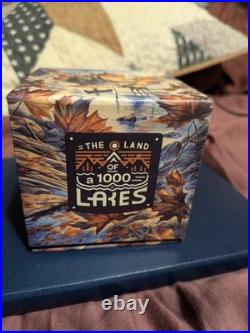 THE LAND
OF
a 1000
LAKES